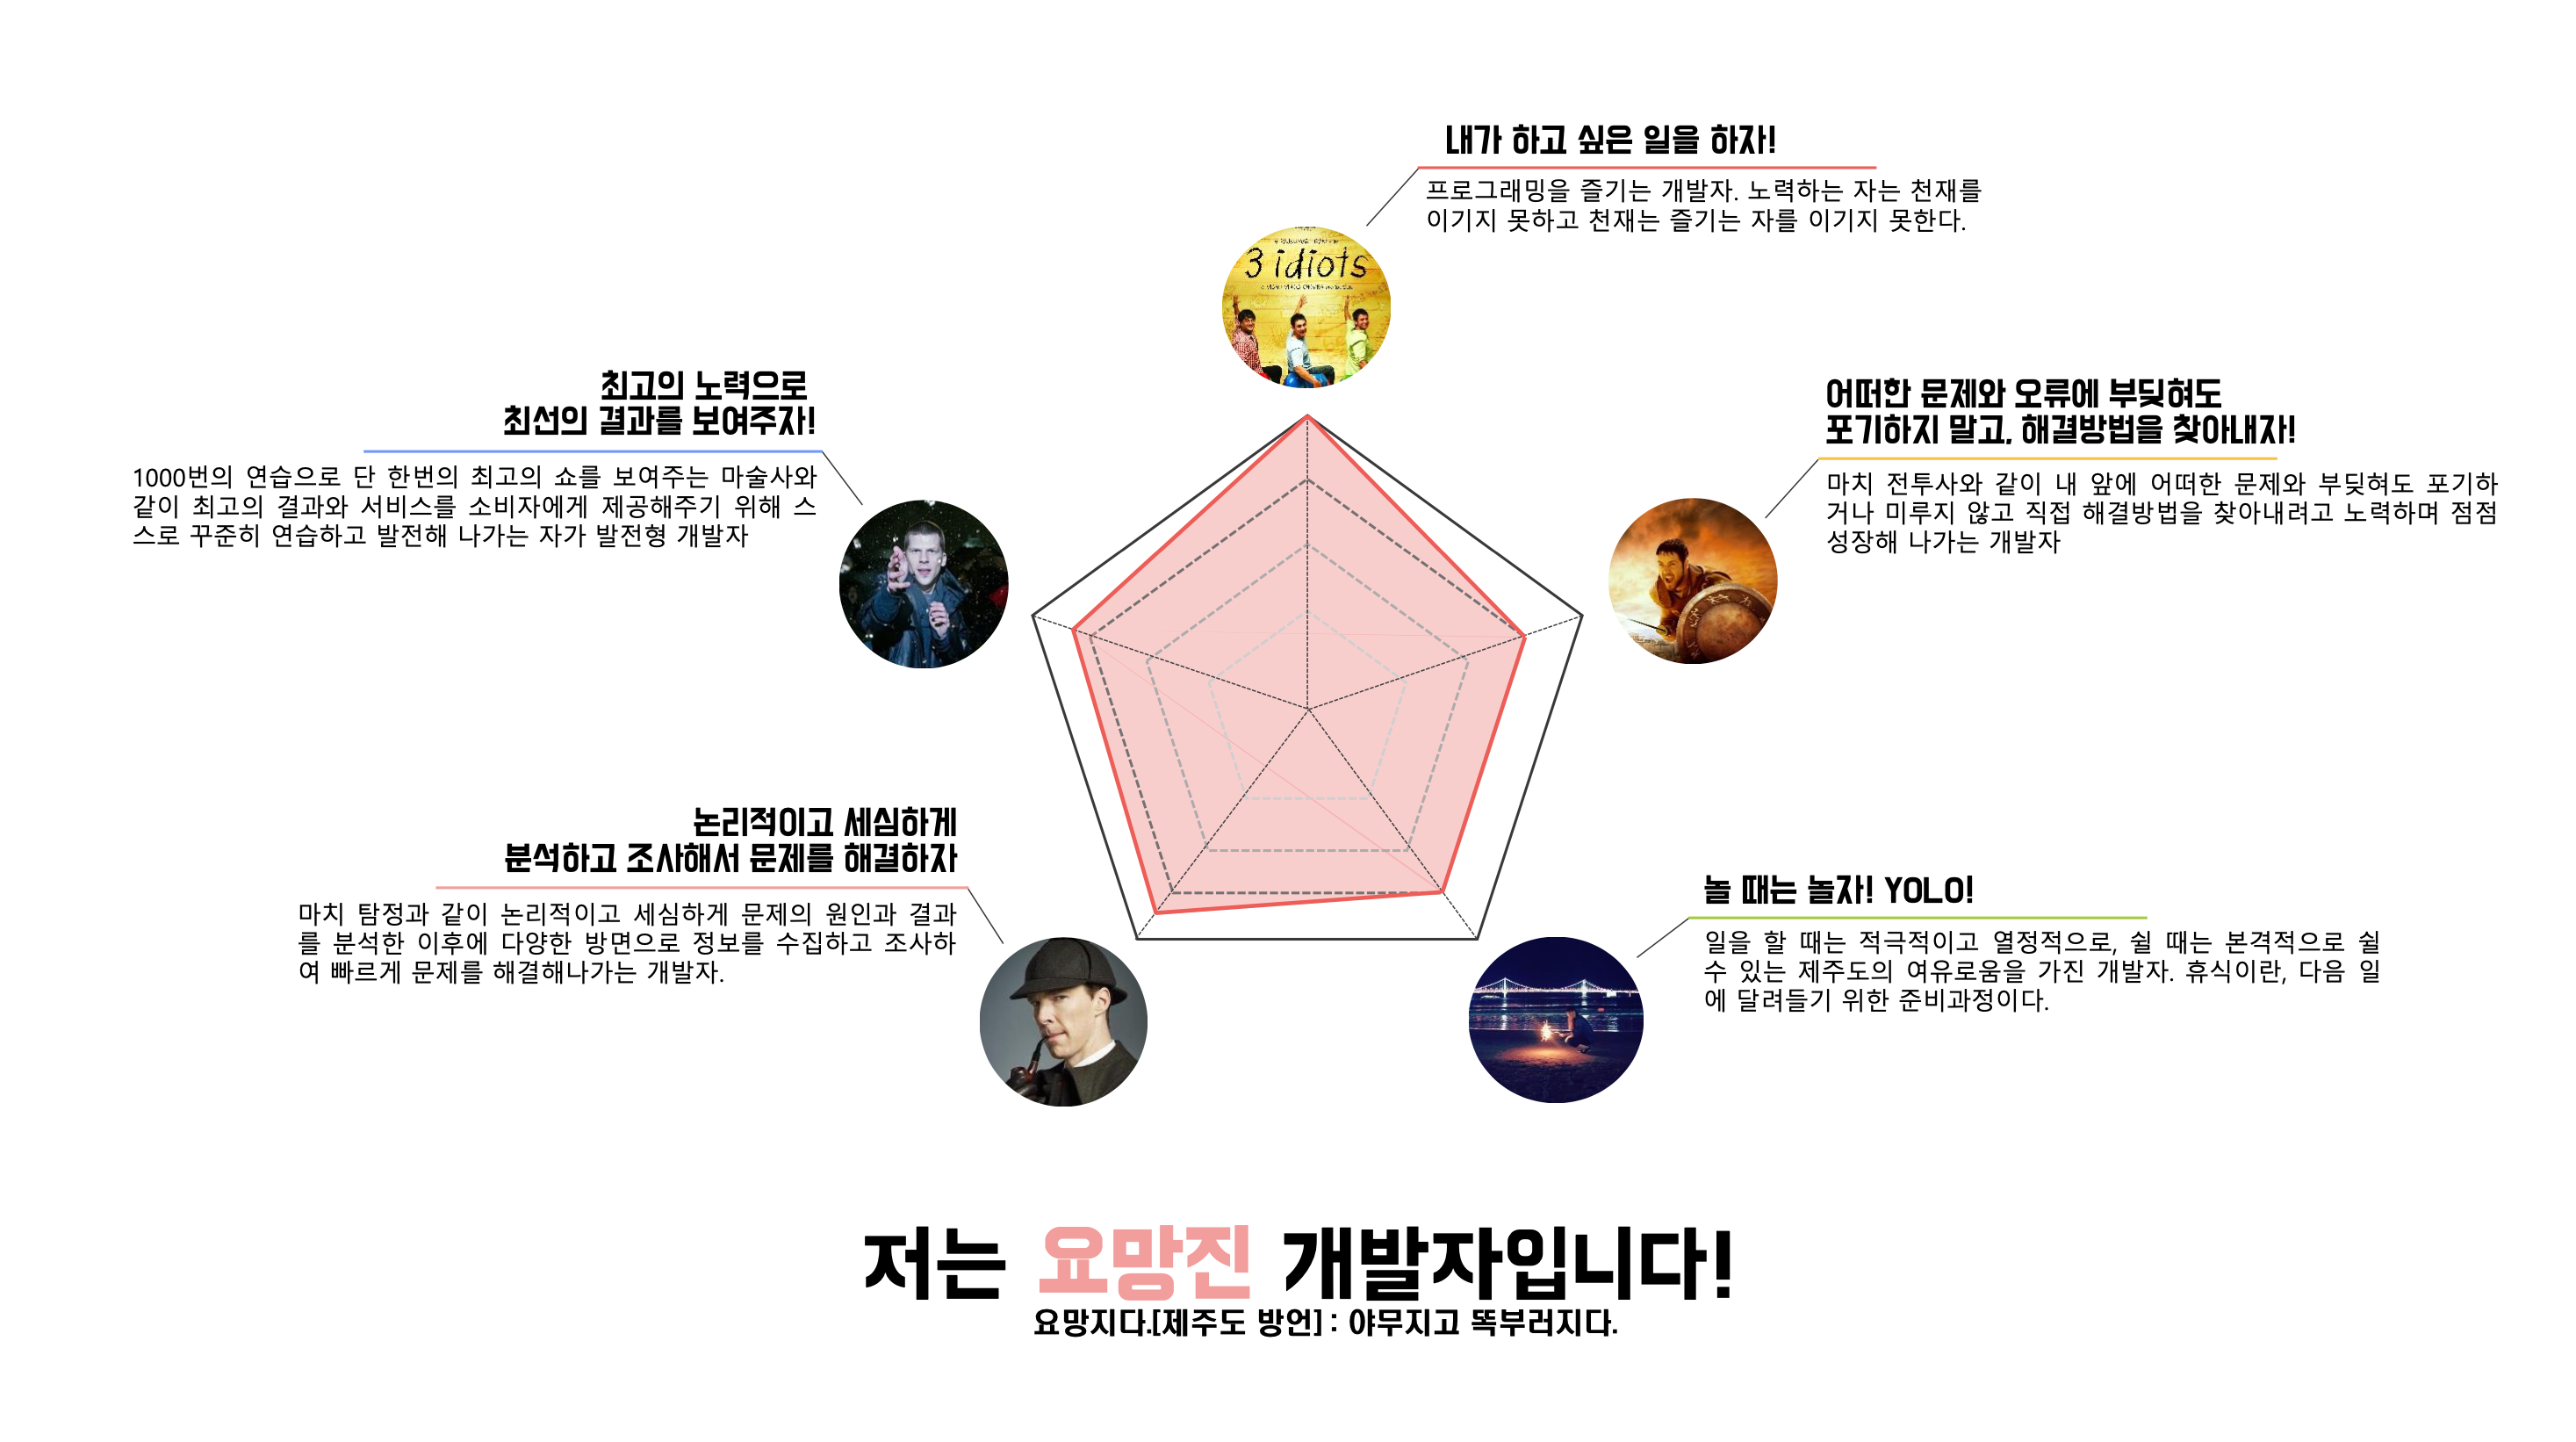 내가 하고 싶은 일을 하자!
프로그래밍을 즐기는 개발자. 노력하는 자는 천재를
이기지 못하고 천재는 즐기는 자를 이기지 못한다.
3 idiots
최고의 노력으로
최선의 결과를 보여주자!
1000번의 연습으로 단 한번의 최고의 쇼를 보여주는 마술사와
같이 최고의 결과와 서비스를 소비자에게 제공해주기 위해 스
스로 꾸준히 연습하고 발전해 나가는 자가 발전형 개발자
어떠한 문제와 오류에 부딪혀도
포기하지 말고, 해결방법을 찾아내자!
마치 전투사와 같이 내 앞에 어떠한 문제와 부딪혀도 포기하
거나 미루지 않고 직접 해결방법을 찾아내려고 노력하며 점점
성장해 나가는 개발자
논리적이고 세심하게
분석하고 조사해서 문제를 해결하자
마치 탐정과 같이 논리적이고 세심하게 문제의 원인과 결과
를 분석한 이후에 다양한 방면으로 정보를 수집하고 조사하
여 빠르게 문제를 해결해나가는 개발자.
놀 때는 놀자! YOLO!
일을 할 때는 적극적이고 열정적으로, 쉴 때는 본격적으로 쉴
수 있는 제주도의 여유로움을 가진 개발자. 휴식이란, 다음 일
에 달려들기 위한 준비과정이다.
저는 요망진 개발자입니다!
요망지다.[제주도 방언] : 야무지고 똑부러지다.